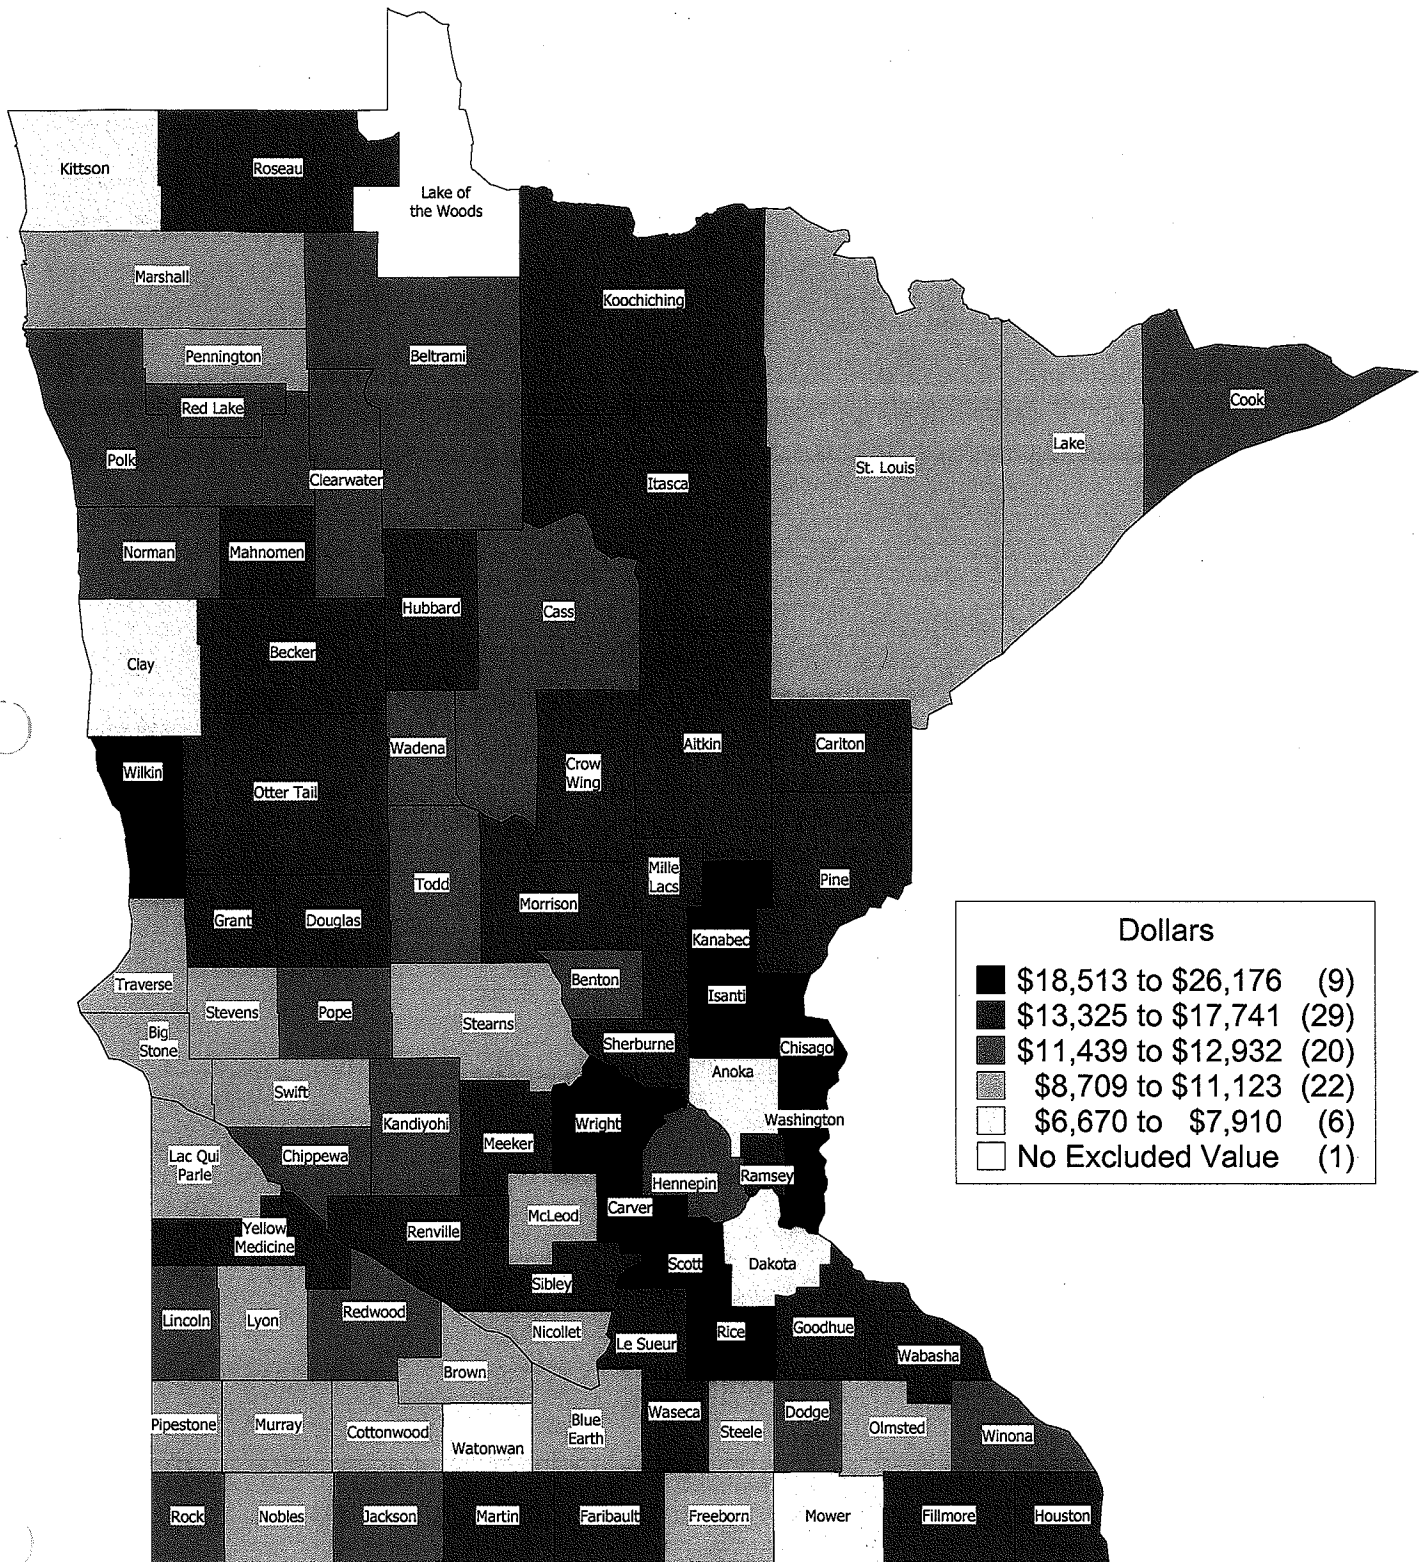 Kittson
Roseau
Lake of
the Woods
Marshall
Koochiching
Pennington
Beltrami
Red Lake
Cook
Lake
Polk
St. Louis
Clearwater
Itasca
Norman
Mahnomen
Hubbard
Cass
Becker
Clay
Wadena
Aitkin
Carlton
Wilkin
Crow
Wing
Otter Tail
Mille
Lacs
Pine
Todd
Morrison
Grant
Douglas
Kanabec
Traverse
Benton
Isanti
Stevens
Pope
Stearns
Big
Stone
Sherburne
Chisago
Anoka
Swift
Washington
Kandiyohi
Wright
Meeker
Lac Qui
Parle
Chippewa
Hennepin
Ramsey
McLeod
Carver
Yellow
Medicine
Renville
Scott
Dakota
Sibley
Lincoln
Lyon
Redwood
Nicollet
Le Sueur
Rice
Goodhue
Wabasha
Brown
Pipestone
Murray
Cottonwood
Watonwan
Blue
Earth
Waseca
Steele
Dodge
Olmsted
Winona
Rock
Nobles
Jackson
Martin
Faribault
Freeborn
Mower
Fillmore
Houston
Dollars
$18,513 to $26,176 (9)
$13,325 to $17,741 (29)
$11,439 to $12,932 (20)
$8,709 to $11,123 (22)
$6,670 to $7,910 (6)
No Excluded Value (1)